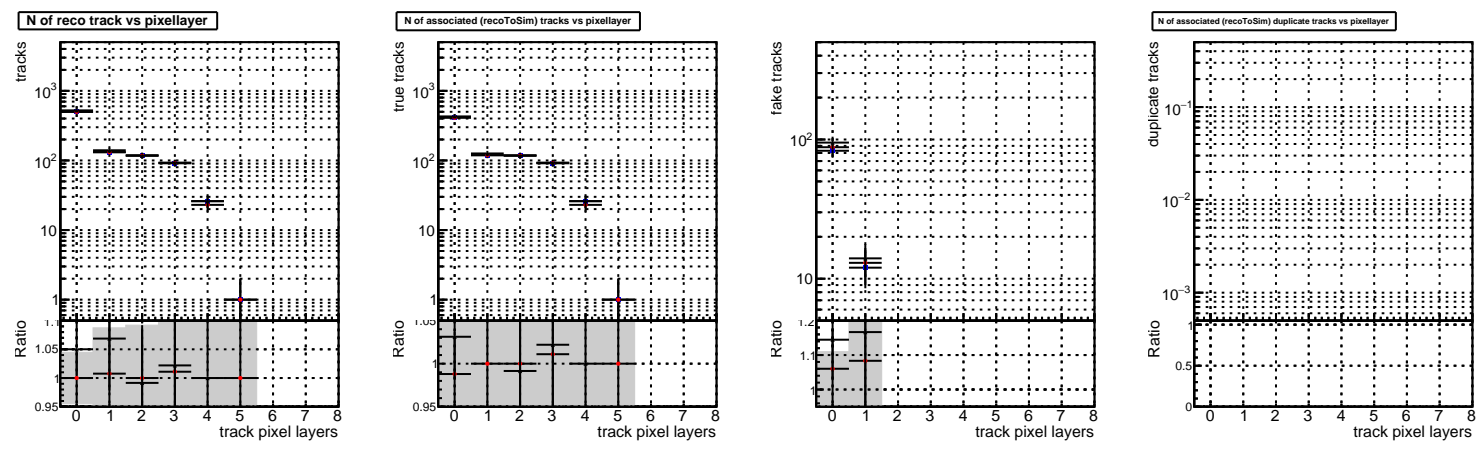 N of reco track vs pixellayer
tracks
10³
10²
10
1
Ratio
1.1
1.05
1
0.95
0 1 2 3 4 5 6 7 8
track pixel layers
N of associated (recoToSim) tracks vs pixellayer
true tracks
10³
10²
10
1
Ratio
1.05
1
0.95
0 1 2 3 4 5 6 7 8
track pixel layers
fake tracks
10²
10
Ratio
1.2
1.1
1
0 1 2 3 4 5 6 7 8
track pixel layers
N of associated (recoToSim) duplicate tracks vs pixellayer
duplicate tracks
10⁻¹
10⁻²
10⁻³
Ratio
1
0.5
0
0 1 2 3 4 5 6 7 8
track pixel layers